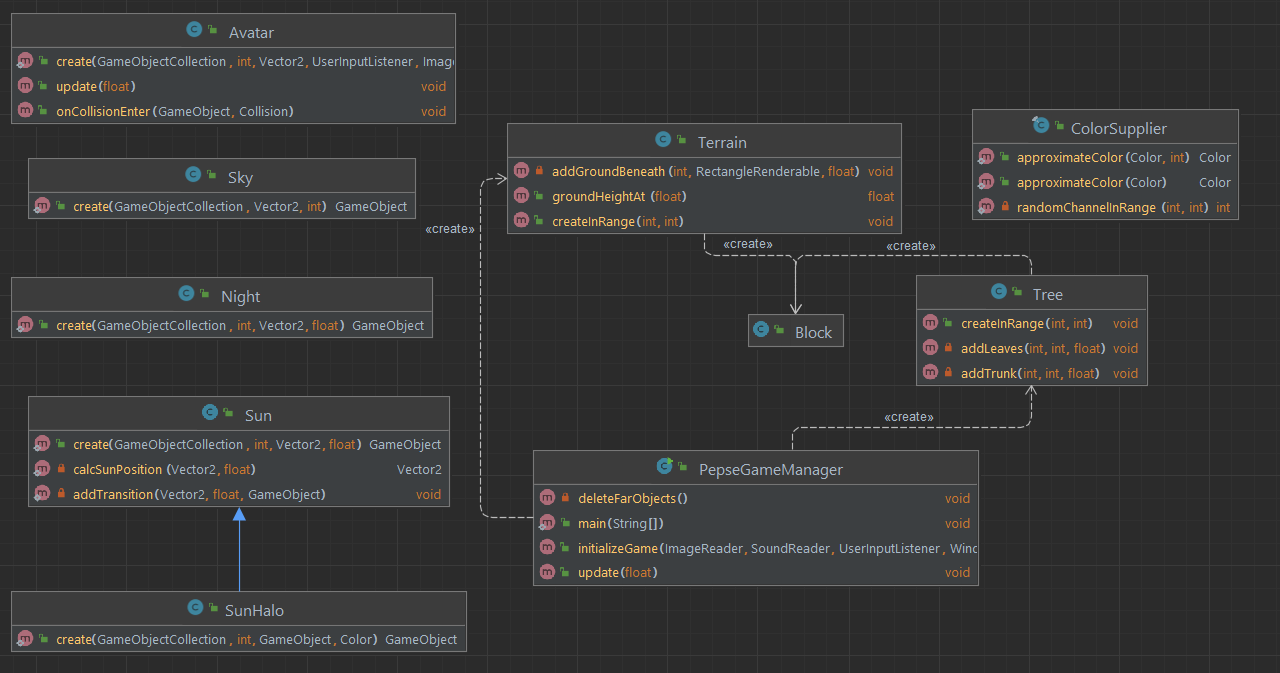 Avatar
create(GameObjectCollection, int, Vector2, UserInputListener, Imag
update(float) void
onCollisionEnter(GameObject, Collision) void
Sky
create(GameObjectCollection, Vector2, int) GameObject
Night
create(GameObjectCollection, int, Vector2, float) GameObject
Sun
create(GameObjectCollection, int, Vector2, float) GameObject
calcSunPosition(Vector2, float) Vector2
addTransition(Vector2, float, GameObject) void
SunHalo
create(GameObjectCollection, int, GameObject, Color) GameObject
«create»
Terrain
addGroundBeneath(int, RectangleRenderable, float) void
groundHeightAt(float) float
createInRange(int, int) void
«create»
«create»
Block
ColorSupplier
approximateColor(Color, int) Color
approximateColor(Color) Color
randomChannelInRange(int, int) int
Tree
createInRange(int, int) void
addLeaves(int, int, float) void
addTrunk(int, int, float) void
«create»
PepseGameManager
deleteFarObjects() void
main(String[]) void
initializeGame(ImageReader, SoundReader, UserInputListener, Winc
update(float) void